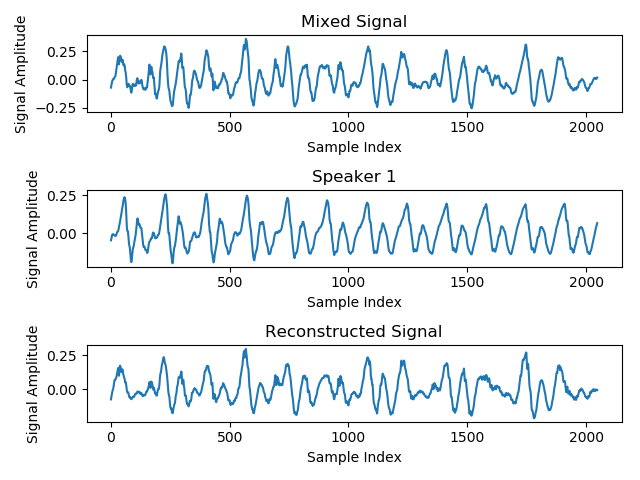 Mixed Signal
Signal Amplitude
0.25
0.00
−0.25
0 500 1000 1500 2000
Sample Index
Speaker 1
Signal Amplitude
0.25
0.00
0 500 1000 1500 2000
Sample Index
Reconstructed Signal
Signal Amplitude
0.25
0.00
0 500 1000 1500 2000
Sample Index